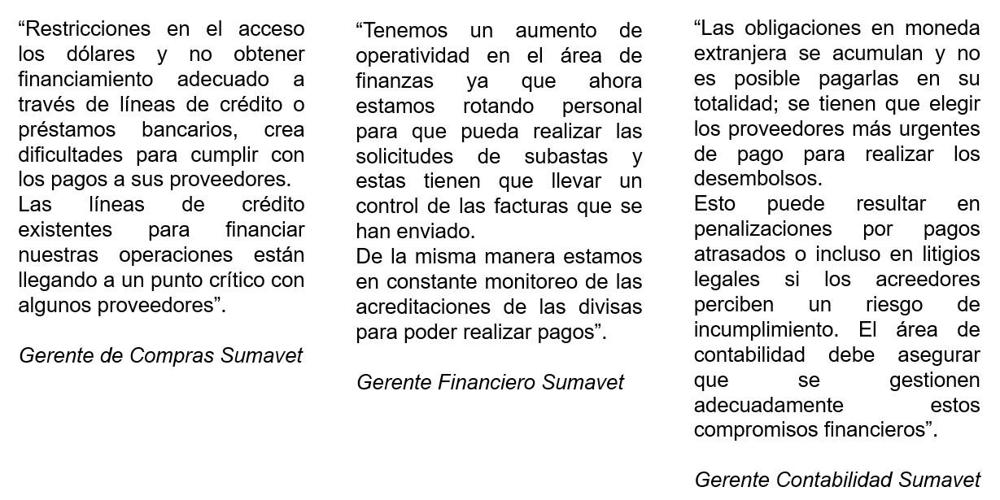 “Restricciones en el acceso
los dólares y no obtener
financiamiento adecuado a
través de líneas de crédito o
préstamos bancarios, crea
dificultades para cumplir con
los pagos a sus proveedores.
Las líneas de crédito
existentes para financiar
nuestras operaciones están
llegando a un punto crítico con
algunos proveedores”.
Gerente de Compras Sumavet
“Tenemos un aumento de
operatividad en el área de
finanzas ya que ahora
estamos rotando personal
para que pueda realizar las
solicitudes de subastas y
estas tienen que llevar un
control de las facturas que se
han enviado.
De la misma manera estamos
en constante monitoreo de las
acreditaciones de las divisas
para poder realizar pagos”.
Gerente Financiero Sumavet
“Las obligaciones en moneda
extranjera se acumulan y no
es posible pagarlas en su
totalidad; se tienen que elegir
los proveedores más urgentes
de pago para realizar los
desembolsos.
Esto puede resultar en
penalizaciones por pagos
atrasados o incluso en litigios
legales si los acreedores
perciben un riesgo de
incumplimiento. El área de
contabilidad debe asegurar
que se gestionen
adecuadamente estos
compromisos financieros”.
Gerente Contabilidad Sumavet